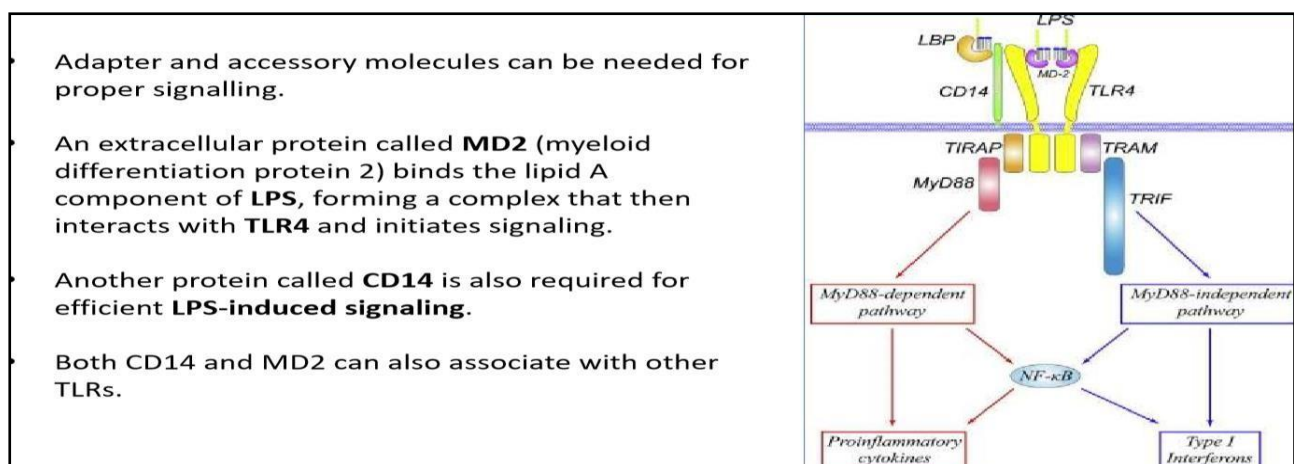 Adapter and accessory molecules can be needed for
proper signalling.
An extracellular protein called MD2 (myeloid
differentiation protein 2) binds the lipid A
component of LPS, forming a complex that then
interacts with TLR4 and initiates signaling.
Another protein called CD14 is also required for
efficient LPS-induced signaling.
Both CD14 and MD2 can also associate with other
TLRs.
LPS
LBP
MD-2
CD14
TLR4
TIRAP
TRAM
MyD88
TRIF
MyD88-dependent
pathway
MyD88-independent
pathway
NF-κB
Proinflammatory
cytokines
Type I
Interferons